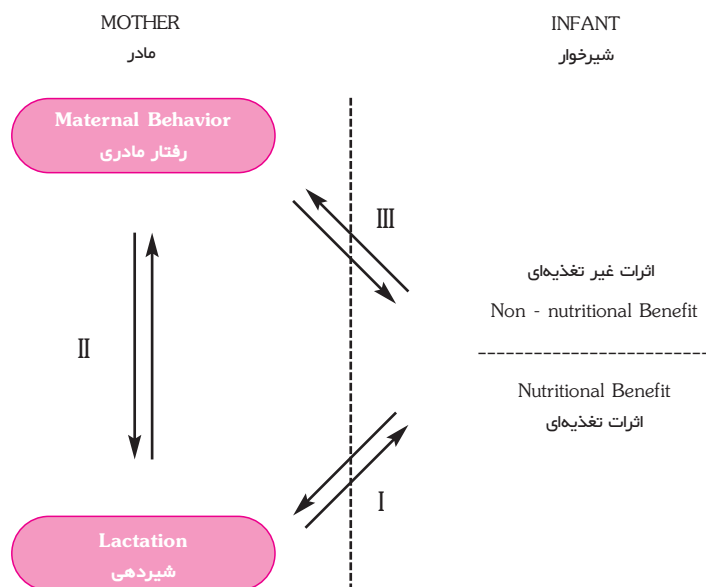 MOTHER
مادر
INFANT
شیرخوار
Maternal Behavior
رفتار مادری
III
اثرات غیر تغذیه‌ای
Non - nutritional Benefit
II
Nutritional Benefit
اثرات تغذیه‌ای
I
Lactation
شیردهی